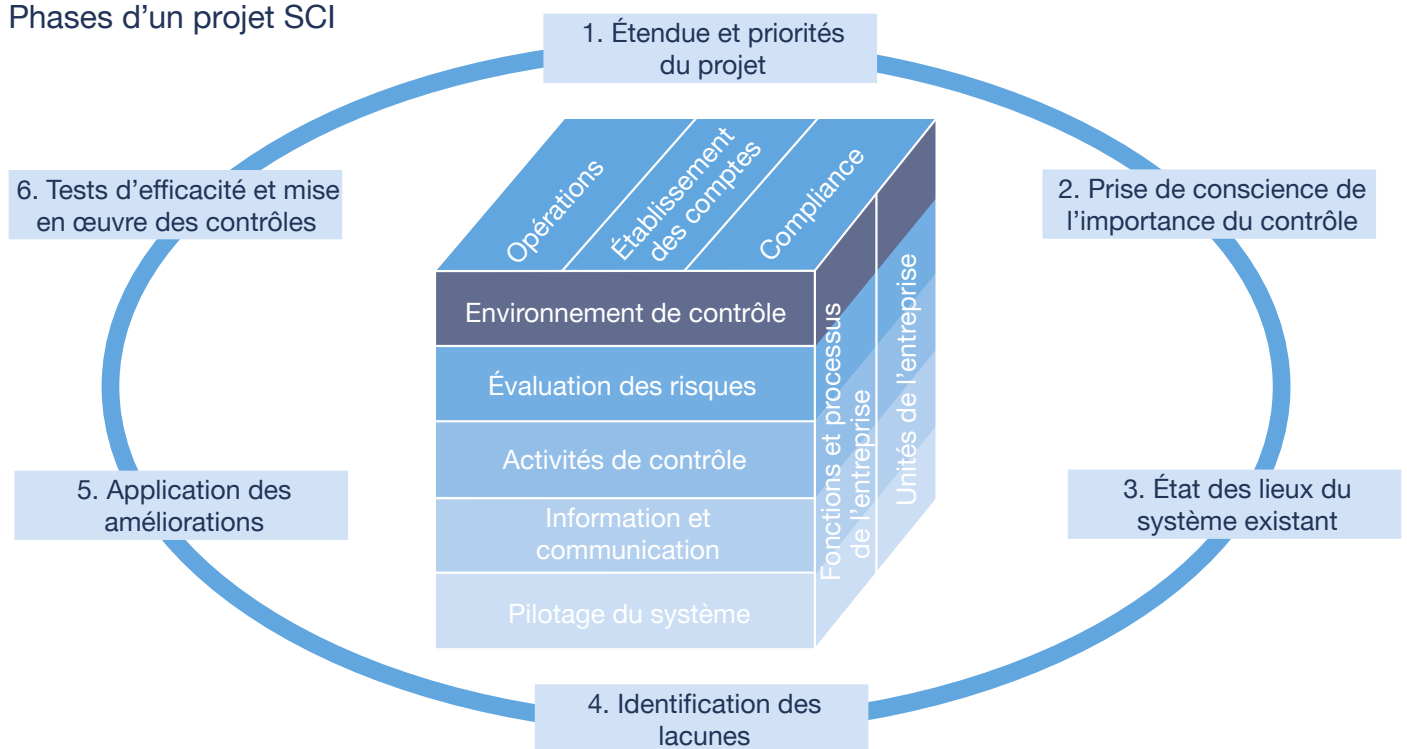 Phases d'un projet SCI
1. Étendue et priorités
du projet
2. Prise de conscience de
l'importance du contrôle
3. État des lieux du
système existant
4. Identification des
lacunes
5. Application des
améliorations
6. Tests d'efficacité et mise
en œuvre des contrôles
Opérations
Établissement
des comptes
Compliance
Environnement de contrôle
Évaluation des risques
Activités de contrôle
Information et
communication
Pilotage du système
Fonctions et processus
de l'entreprise
Unités de l'entreprise